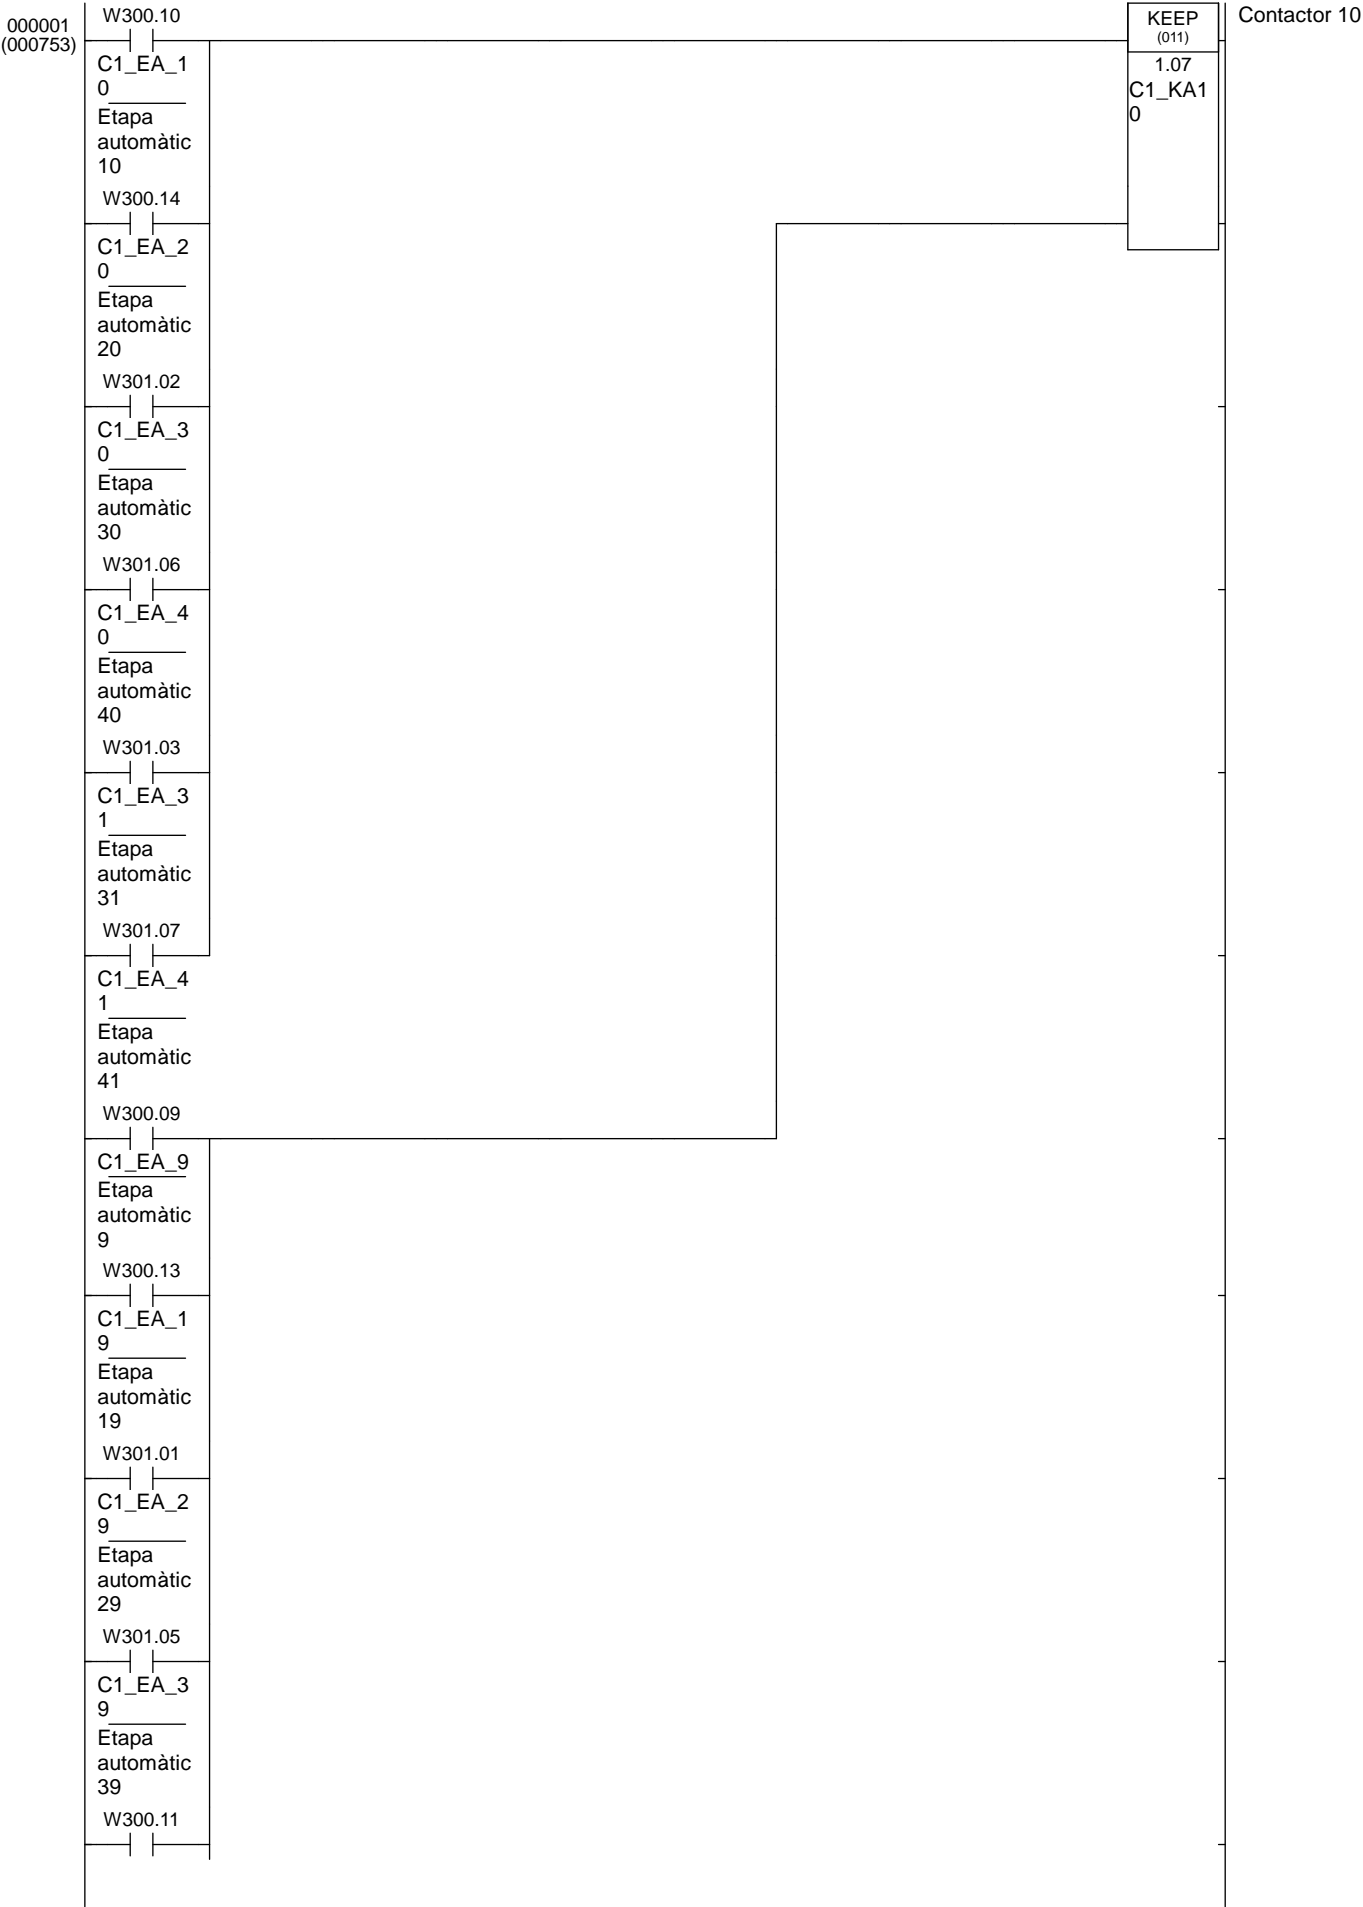 000001
(000753)
W300.10
C1_EA_1
0
Etapa
automàtic
10
W300.14
C1_EA_2
0
Etapa
automàtic
20
W301.02
C1_EA_3
0
Etapa
automàtic
30
W301.06
C1_EA_4
0
Etapa
automàtic
40
W301.03
C1_EA_3
1
Etapa
automàtic
31
W301.07
C1_EA_4
1
Etapa
automàtic
41
W300.09
C1_EA_9
Etapa
automàtic
9
W300.13
C1_EA_1
9
Etapa
automàtic
19
W301.01
C1_EA_2
9
Etapa
automàtic
29
W301.05
C1_EA_3
9
Etapa
automàtic
39
W300.11
KEEP
(011)
1.07
C1_KA1
0
Contactor 10